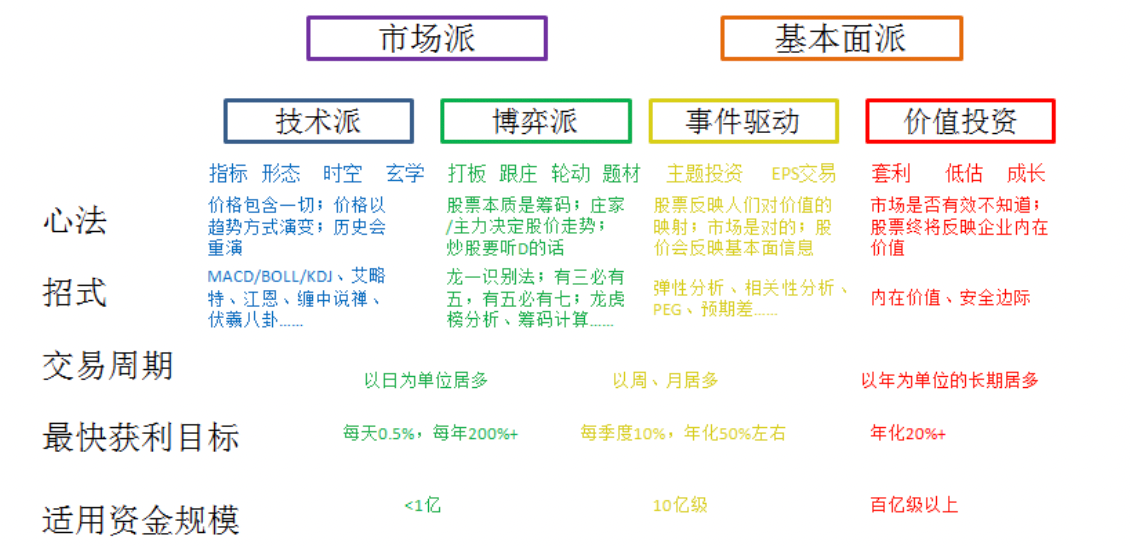 市场派 基本面派
技术派 博弈派 事件驱动 价值投资
指标 形态 时空 玄学 打板 跟庄 轮动 题材 主题投资 EPS交易 套利 低估 成长
心法
价格包含一切；价格以
趋势方式演变；历史会
重演
股票本质是筹码；庄家
/主力决定股价走势；
炒股要听D的话
股票反映人们对价值的
映射；市场是对的；股
价会反映基本面信息
市场是否有效不知道；
股票终将反映企业内在
价值
招式
MACD/BOLL/KDJ、艾略
特、江恩、缠中说禅、
伏羲八卦……
龙一识别法；有三必有
五，有五必有七；龙虎
榜分析、筹码计算……
弹性分析、相关性分析、
PEG、预期差……
内在价值、安全边际
交易周期
以日为单位居多 以周、月居多 以年为单位的长期居多
最快获利目标
每天0.5%，每年200%+ 每季度10%，年化50%左右 年化20%+
适用资金规模
<1亿 10亿级 百亿级以上